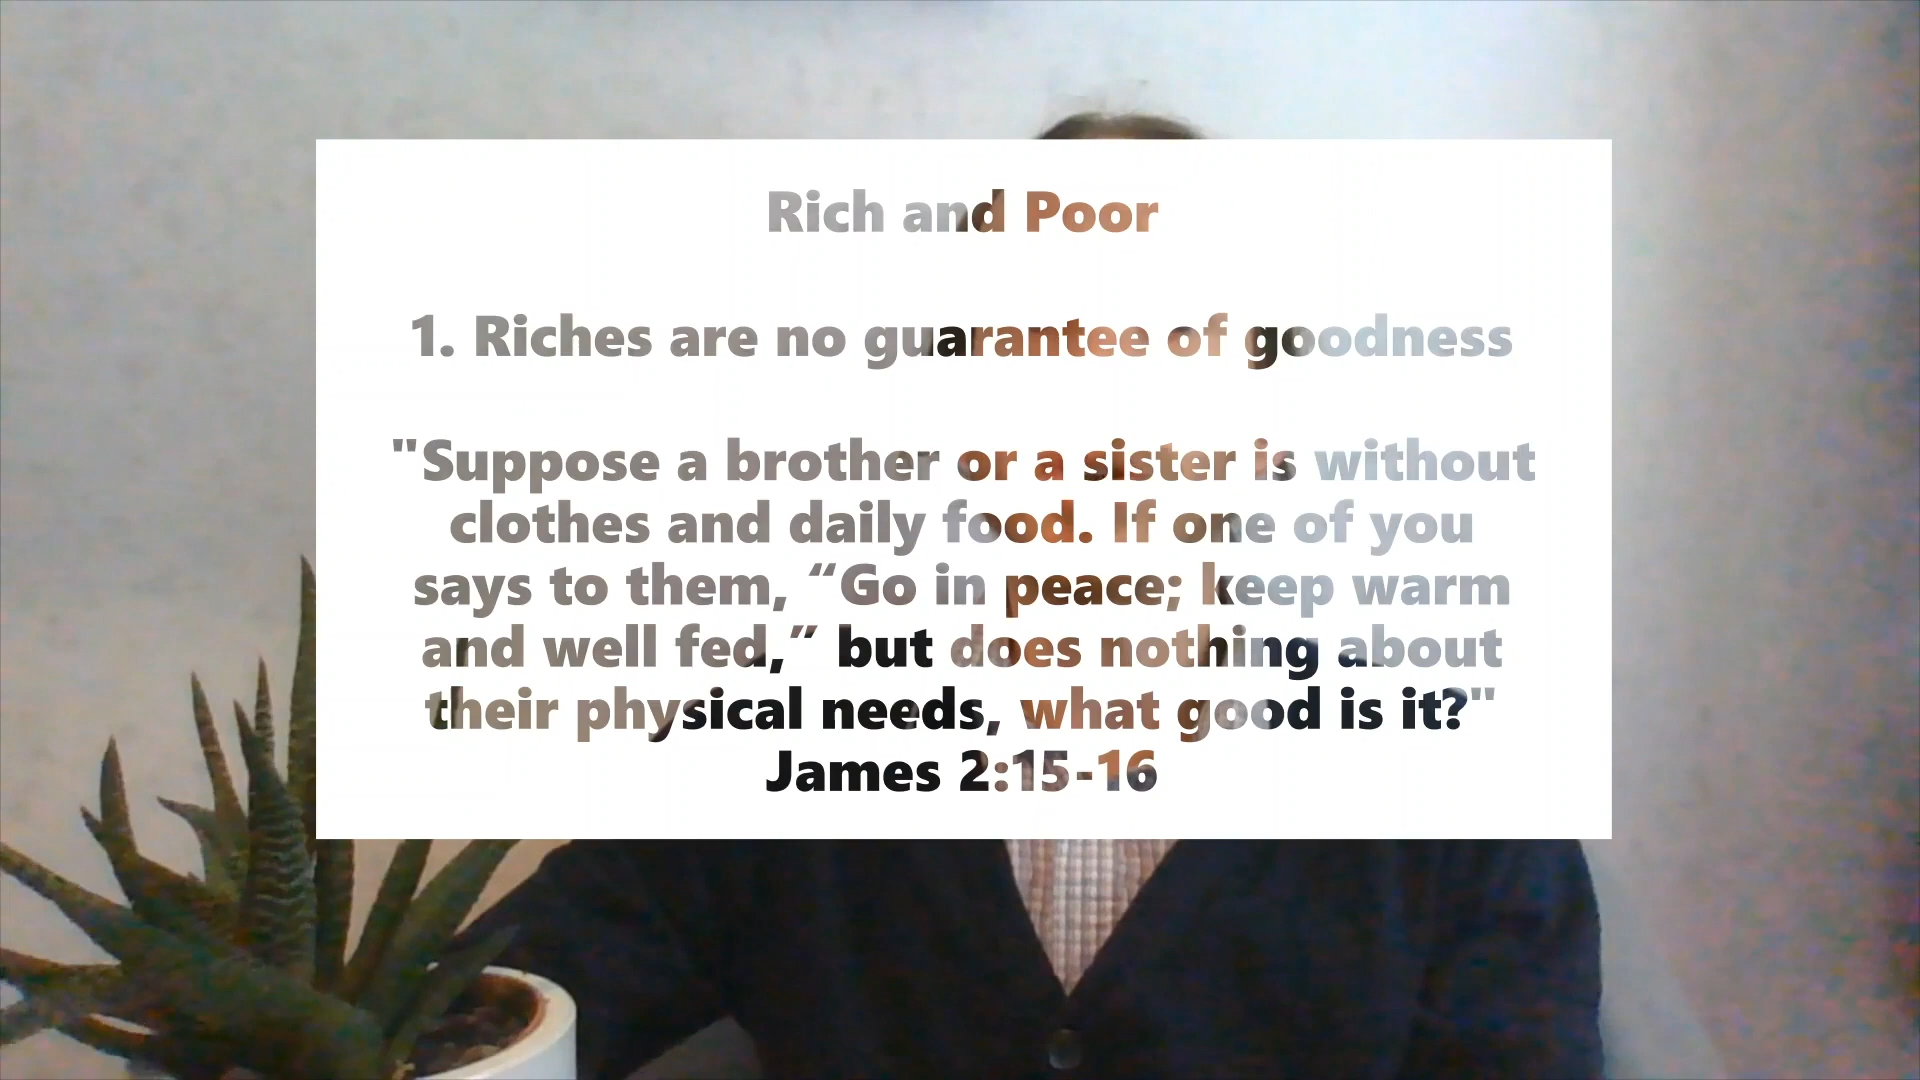 Rich and Poor
1. Riches are no guarantee of goodness
"Suppose a brother or a sister is without
clothes and daily food. If one of you
says to them, “Go in peace; keep warm
and well fed,” but does nothing about
their physical needs, what good is it?"
James 2:15-16